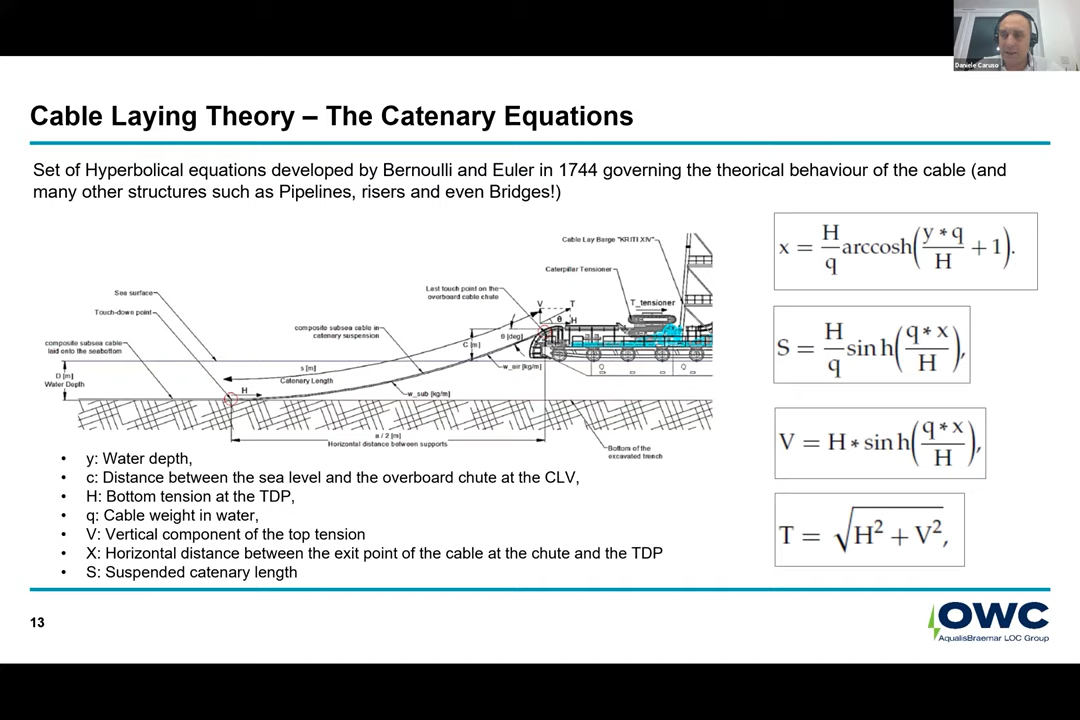 Daniele Caruso
Cable Laying Theory – The Catenary Equations
Set of Hyperbolical equations developed by Bernoulli and Euler in 1744 governing the theorical behaviour of the cable (and
many other structures such as Pipelines, risers and even Bridges!)
Cable Lay Barge "KRITI XIV"
Caterpillar Tensioner
Last touch point on the
overboard cable chute
V T T_tensioner
θ H
Sea surface
Touch-down point
composite subsea cable in
catenary suspension
θ [deg]
C [m]
composite subsea cable
laid onto the seabottom
s [m]
Catenary Length
w_air [kg/m]
Q Q
D [m]
Water Depth
H
w_sub [kg/m]
a / 2 [m]
Horizontal distance between supports
Bottom of the
excavated trench
x = H/q arccosh(y * q/H + 1).
S = H/q sinh(q * x/H),
V = H * sinh(q * x/H),
T = √H² + V²,
• y: Water depth,
• c: Distance between the sea level and the overboard chute at the CLV,
• H: Bottom tension at the TDP,
• q: Cable weight in water,
• V: Vertical component of the top tension
• X: Horizontal distance between the exit point of the cable at the chute and the TDP
• S: Suspended catenary length
13
OWC
AqualisBraemar LOC Group